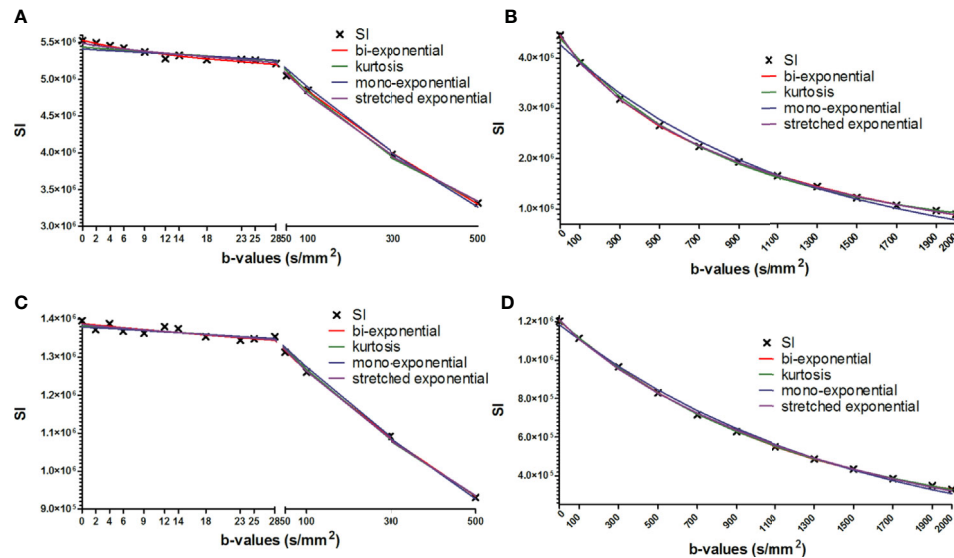 A
5.5×10⁶
5.0×10⁶
4.5×10⁶
4.0×10⁶
3.5×10⁶
3.0×10⁶
SI
SI
bi-exponential
kurtosis
mono-exponential
stretched exponential
0 2 4 6 9 12 14 18 23 25 28 50 100 300 500
b-values (s/mm²)
B
4.0×10⁶
3.0×10⁶
2.0×10⁶
1.0×10⁶
SI
SI
bi-exponential
kurtosis
mono-exponential
stretched exponential
0 100 300 500 700 900 1100 1300 1500 1700 1900 2000
b-values (s/mm²)
C
1.4×10⁶
1.3×10⁶
1.2×10⁶
1.1×10⁶
1.0×10⁶
9.0×10⁵
SI
SI
bi-exponential
kurtosis
mono-exponential
stretched exponential
0 2 4 6 9 12 14 18 23 25 28 50 100 300 500
b-values (s/mm²)
D
1.2×10⁶
1.0×10⁶
8.0×10⁵
6.0×10⁵
4.0×10⁵
SI
SI
bi-exponential
kurtosis
mono-exponential
stretched exponential
0 100 300 500 700 900 1100 1300 1500 1700 1900 2000
b-values (s/mm²)